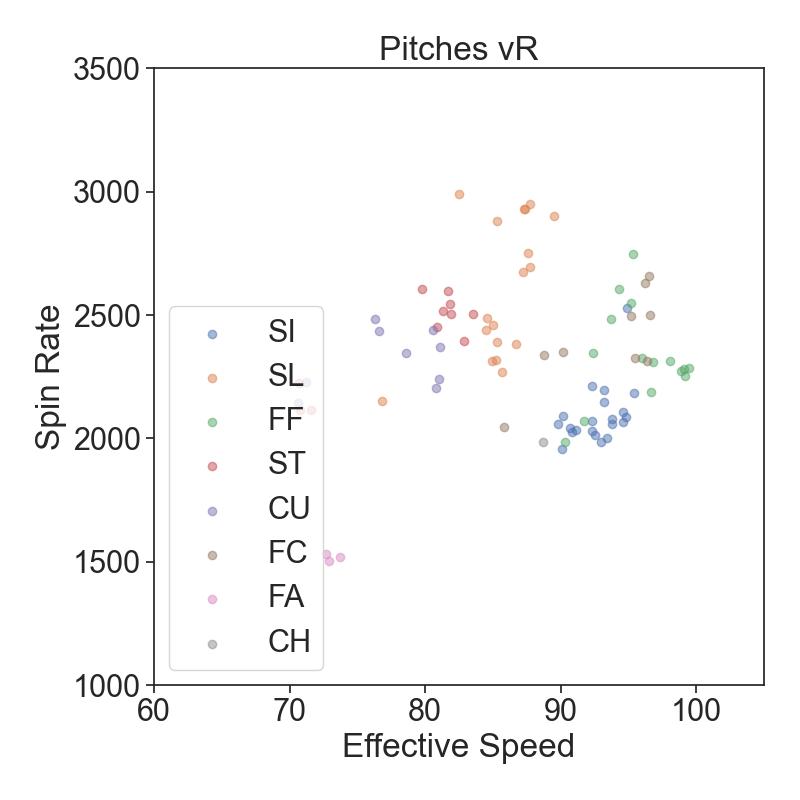 Pitches vR
Spin Rate
3500
3000
2500
2000
1500
1000
SI
SL
FF
ST
CU
FC
FA
CH
60 70 80 90 100
Effective Speed